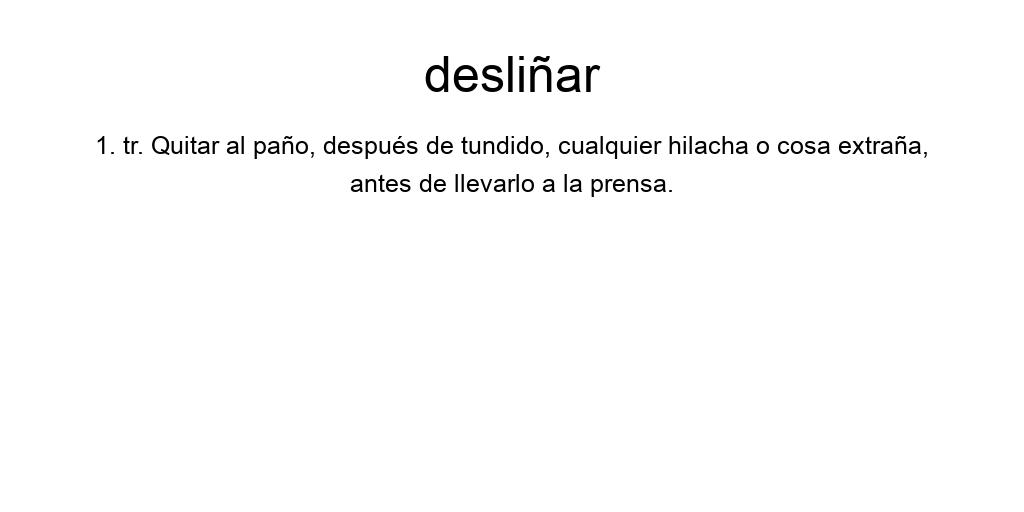 desliñar
1. tr. Quitar al paño, después de tundido, cualquier hilacha o cosa extraña,
antes de llevarlo a la prensa.